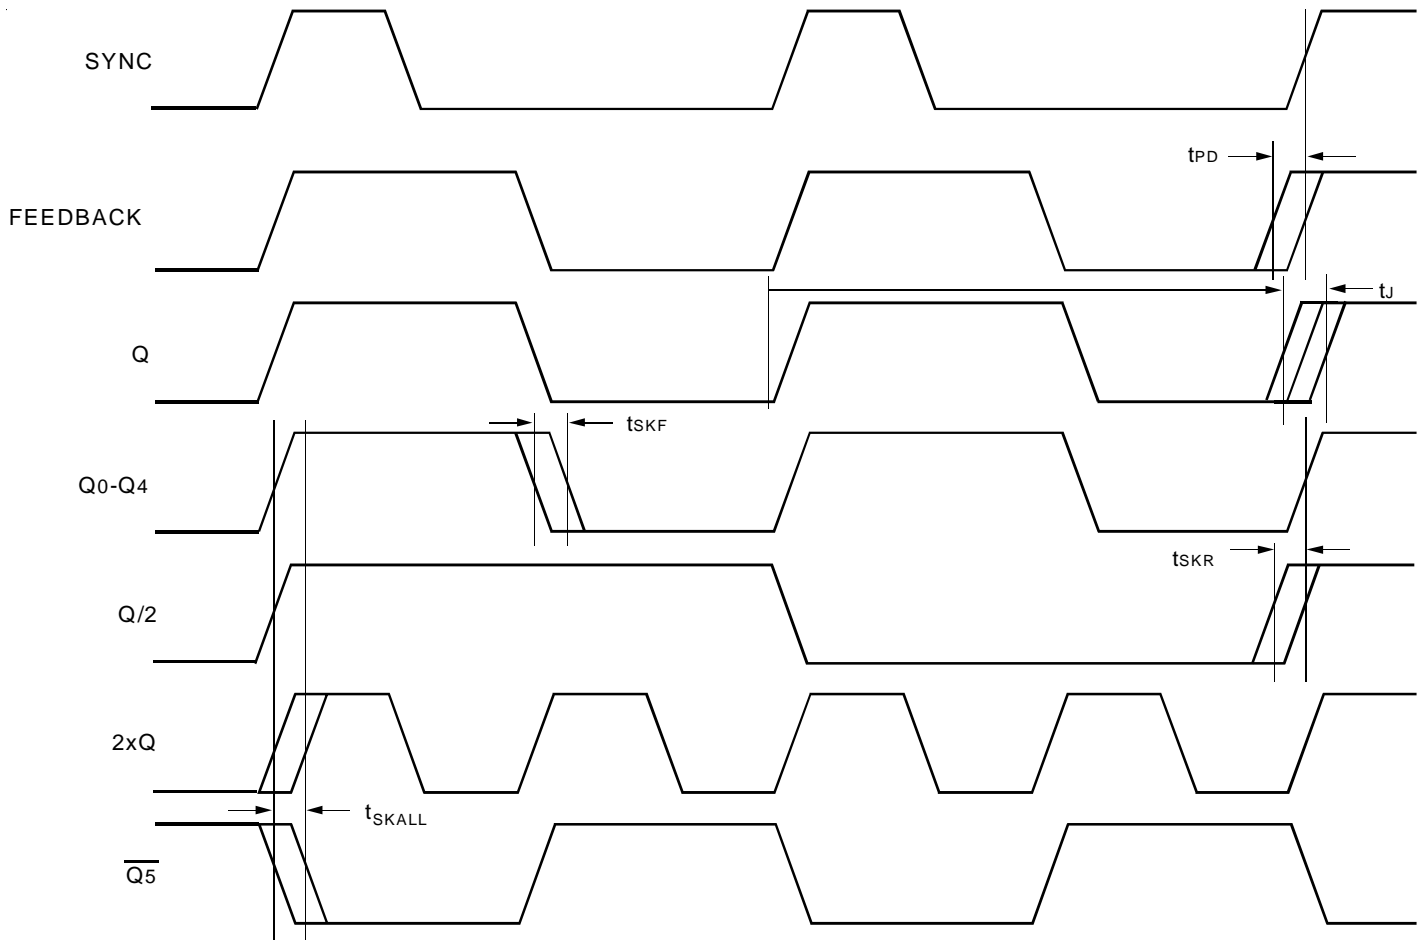 SYNC
tPD
FEEDBACK
tJ
Q
tSKF
Q0-Q4
tSKR
Q/2
2xQ
tSKALL
Q5